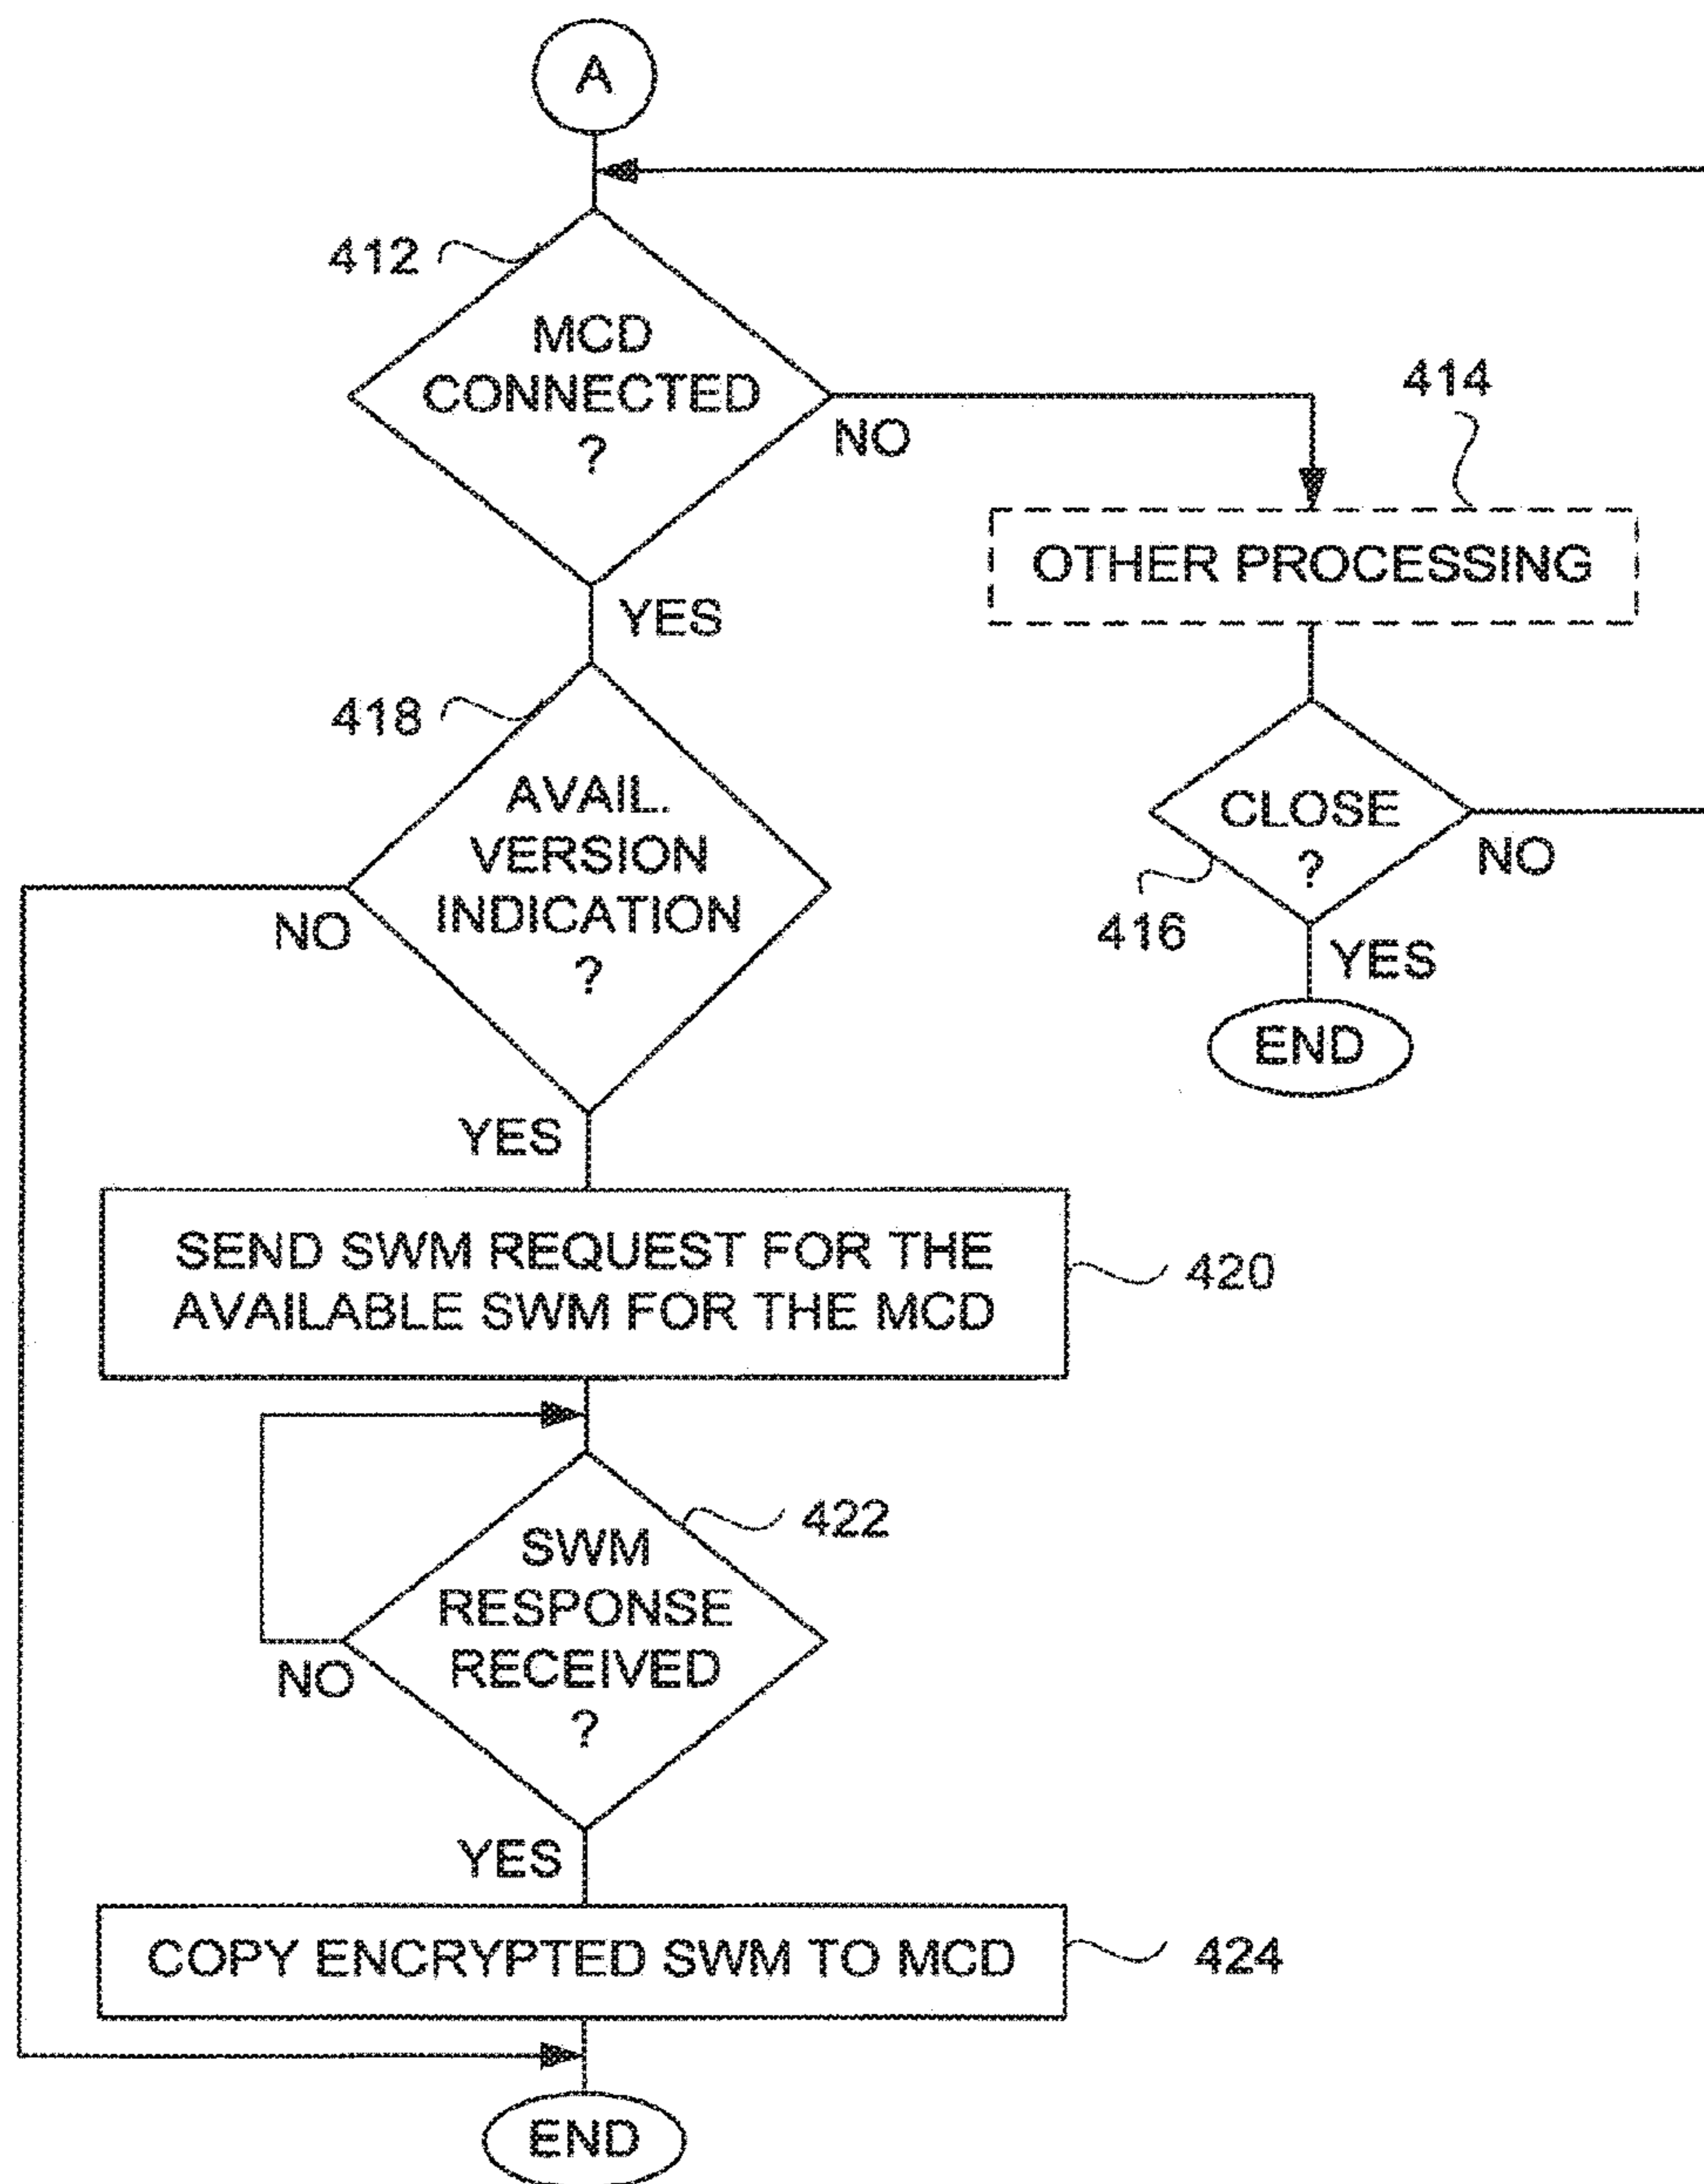 A
412
MCD
CONNECTED
?
NO
YES
414
OTHER PROCESSING
418
AVAIL.
VERSION
INDICATION
?
NO
YES
CLOSE
?
416
NO
YES
END
SEND SWM REQUEST FOR THE
AVAILABLE SWM FOR THE MCD
420
422
SWM
RESPONSE
RECEIVED
?
NO
YES
COPY ENCRYPTED SWM TO MCD
424
END